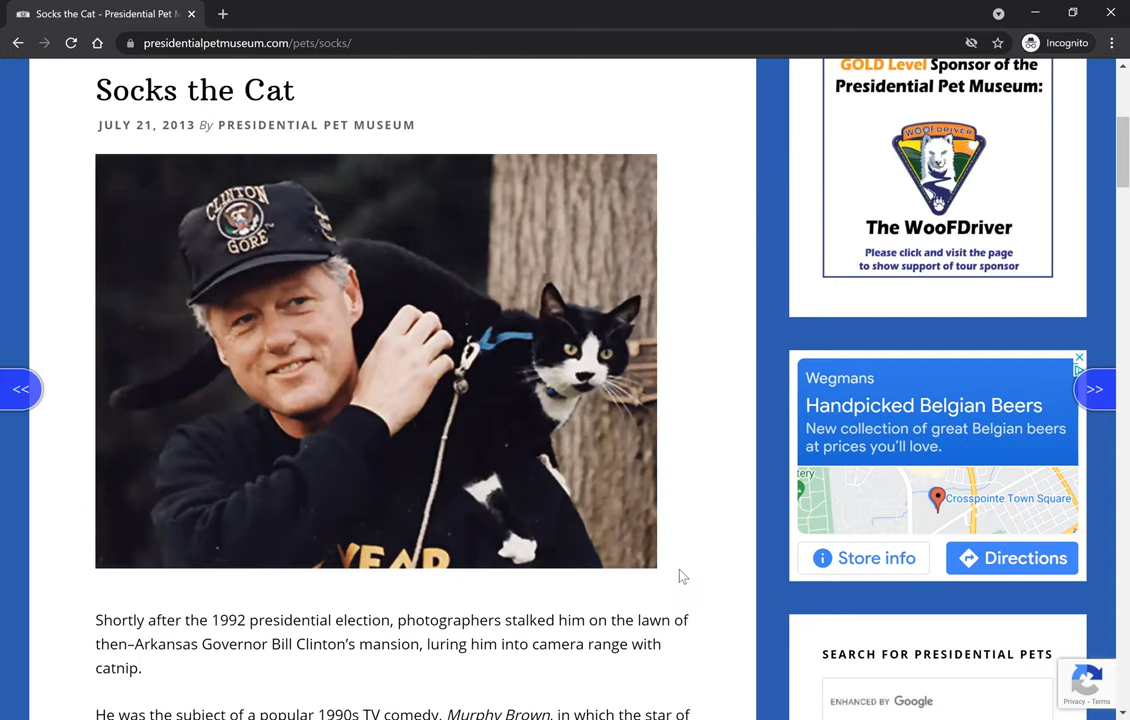 Socks the Cat - Presidential Pet M
presidentialpetmuseum.com/pets/socks/
Incognito
Socks the Cat
JULY 21, 2013 By PRESIDENTIAL PET MUSEUM
CLINTON
GORE
YEAR
<<
Shortly after the 1992 presidential election, photographers stalked him on the lawn of
then–Arkansas Governor Bill Clinton's mansion, luring him into camera range with
catnip.
He was the subject of a popular 1990s TV comedy, Murphy Brown, in which the star of
GOLD Level Sponsor of the
Presidential Pet Museum:
WOOFDRIVER
The WooFDriver
Please click and visit the page
to show support of tour sponsor
Wegmans
Handpicked Belgian Beers
New collection of great Belgian beers
at prices you'll love.
>>
tery
Crosspointe Town Square
Store info
Directions
SEARCH FOR PRESIDENTIAL PETS
ENHANCED BY Google
Privacy - Terms